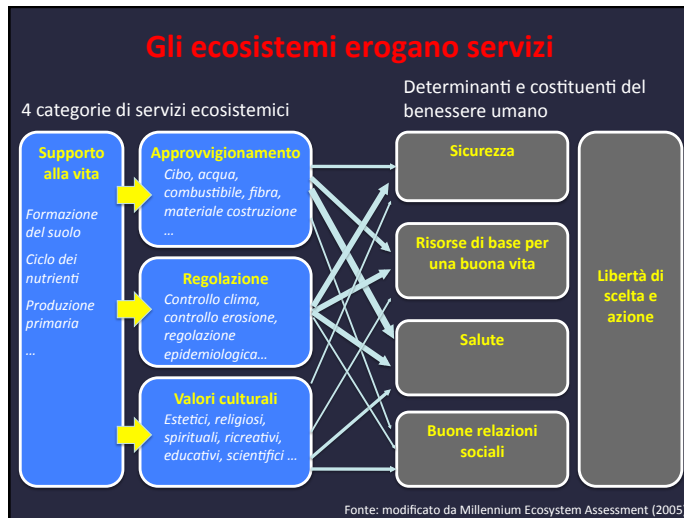 Gli ecosistemi erogano servizi
4 categorie di servizi ecosistemici
Determinanti e costituenti del
benessere umano
Supporto
alla vita
Formazione
del suolo
Ciclo dei
nutrienti
Produzione
primaria
…
Approvvigionamento
Cibo, acqua,
combustibile, fibra,
materiale costruzione
…
Regolazione
Controllo clima,
controllo erosione,
regolazione
epidemiologica…
Valori culturali
Estetici, religiosi,
spirituali, ricreativi,
educativi, scientifici …
Sicurezza
Risorse di base per
una buona vita
Salute
Buone relazioni
sociali
Libertà di
scelta e
azione
Fonte: modificato da Millennium Ecosystem Assessment (2005)